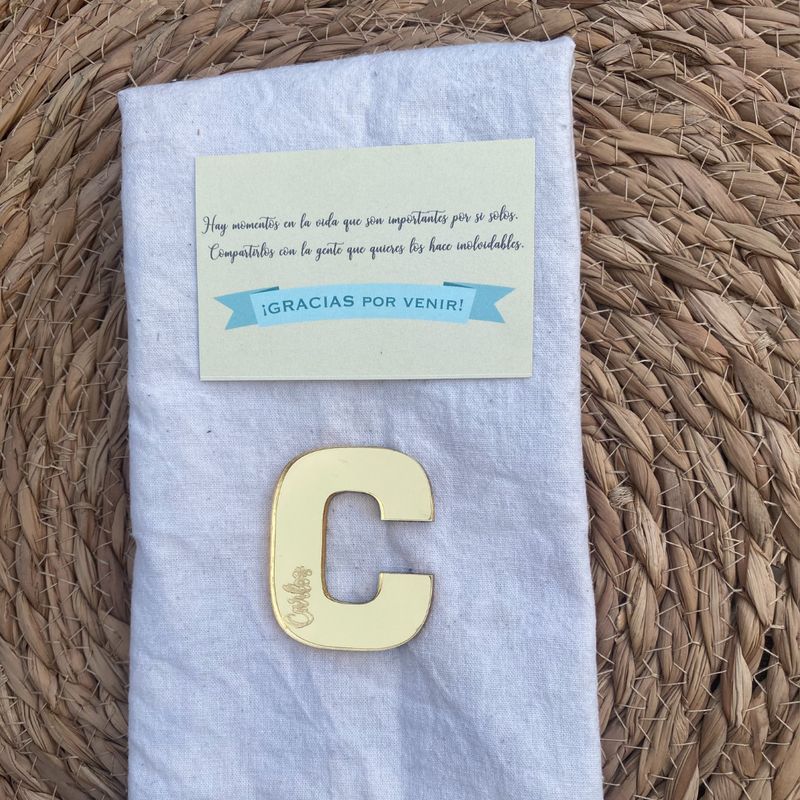 Hay momentos en la vida que son importantes por si solos.
Compartirlos con la gente que quieres los hace inolvidables.
¡GRACIAS POR VENIR!
C
Carlos